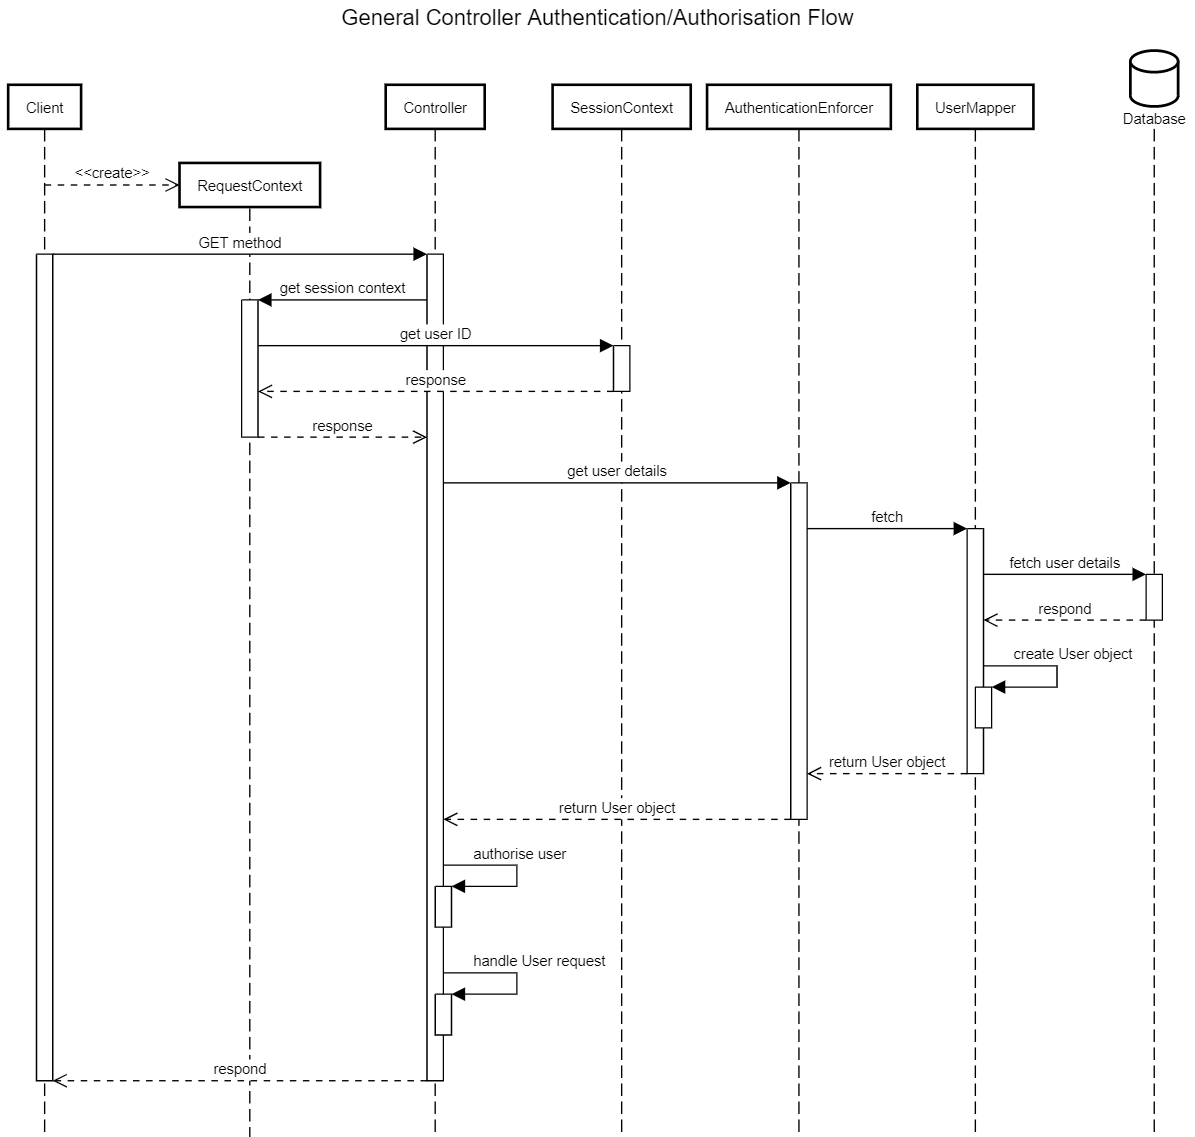 General Controller Authentication/Authorisation Flow
Client
Controller
SessionContext
AuthenticationEnforcer
UserMapper
Database
<<create>>
RequestContext
GET method
get session context
get user ID
response
response
get user details
fetch
fetch user details
respond
create User object
return User object
return User object
authorise user
handle User request
respond